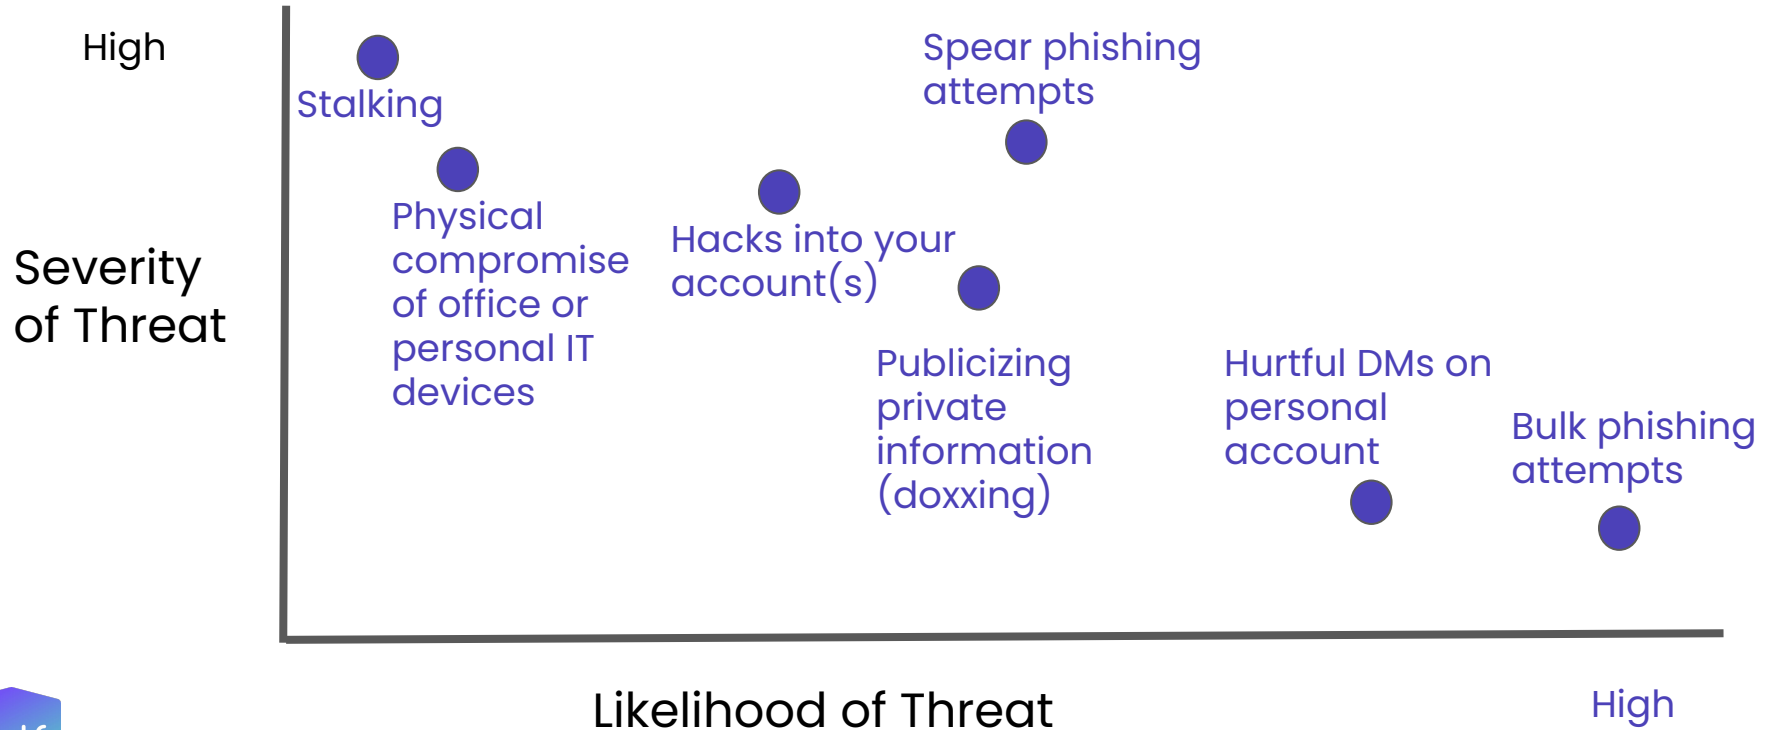 High
Stalking
Spear phishing
attempts
Physical
compromise
of office or
personal IT
devices
Hacks into your
account(s)
Severity
of Threat
Publicizing
private
information
(doxxing)
Hurtful DMs on
personal
account
Bulk phishing
attempts
Likelihood of Threat
High